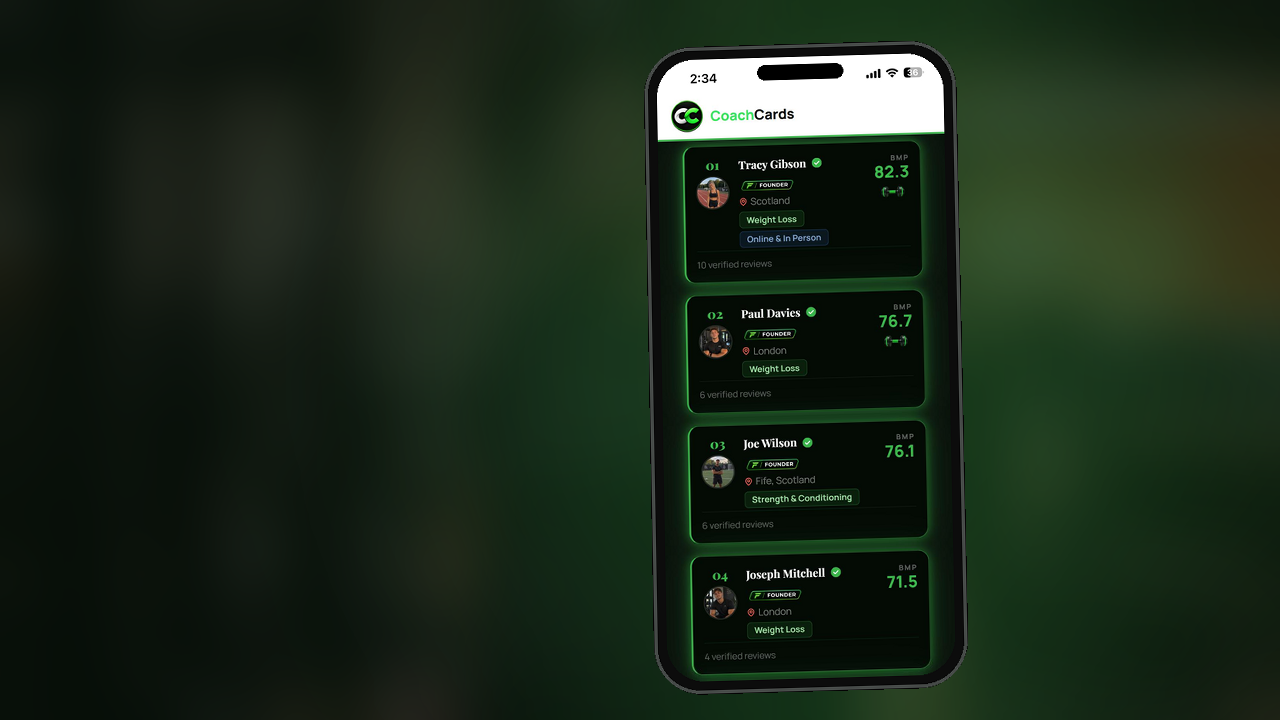 2:34
36
CC CoachCards
01 Tracy Gibson
BMP
82.3
FOUNDER
Scotland
Weight Loss
Online & In Person
10 verified reviews
02 Paul Davies
BMP
76.7
FOUNDER
London
Weight Loss
6 verified reviews
03 Joe Wilson
BMP
76.1
FOUNDER
Fife, Scotland
Strength & Conditioning
6 verified reviews
04 Joseph Mitchell
BMP
71.5
FOUNDER
London
Weight Loss
4 verified reviews